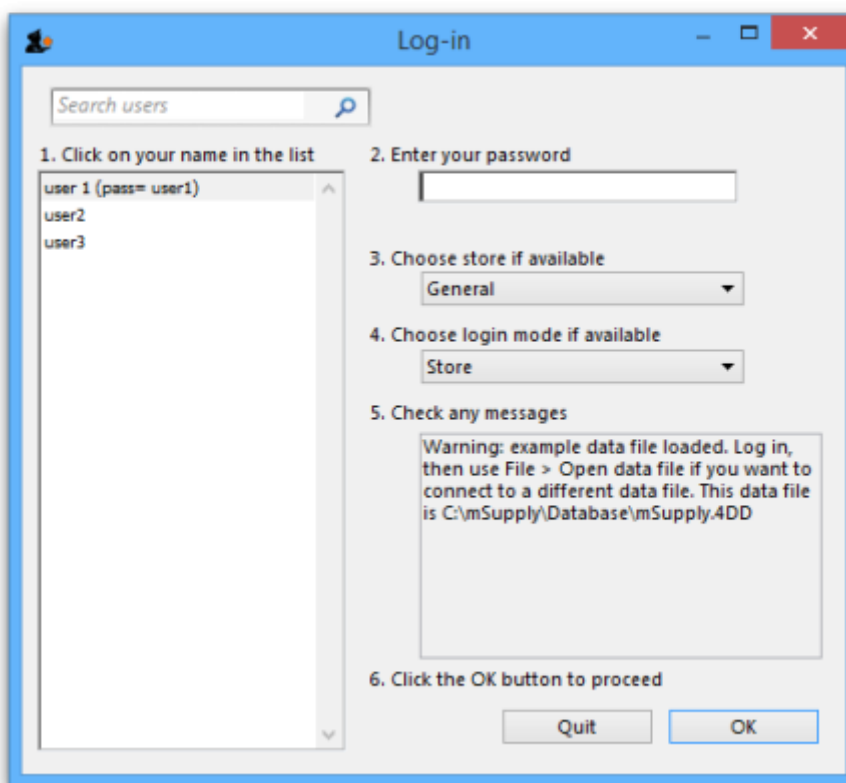 Log-in
Search users
1. Click on your name in the list
user 1 (pass= user1)
user2
user3
2. Enter your password
3. Choose store if available
General
4. Choose login mode if available
Store
5. Check any messages
Warning: example data file loaded. Log in,
then use File > Open data file if you want to
connect to a different data file. This data file
is C:\mSupply\Database\mSupply.4DD
6. Click the OK button to proceed
Quit
OK